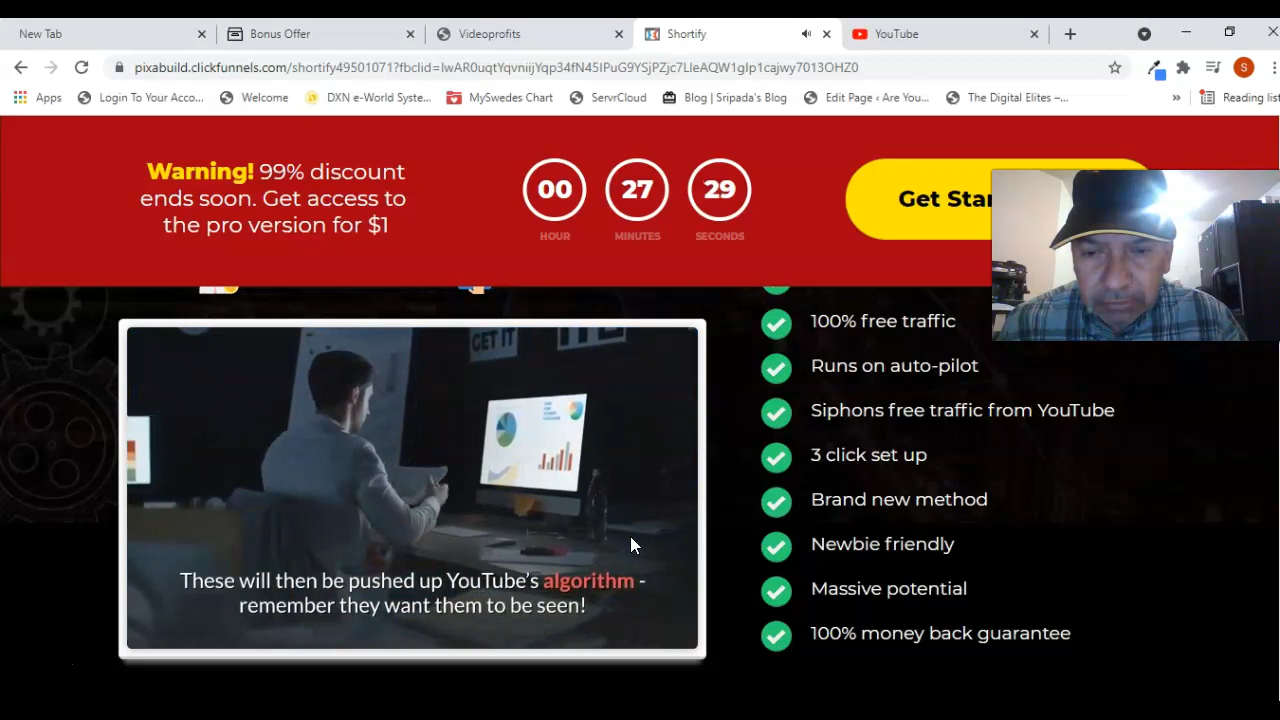 New Tab
Bonus Offer
Videoprofits
Shortify
YouTube
pixabuild.clickfunnels.com/shortify49501071?fbclid=IwAR0uqtYqvniijYqp34fN45IPuG9YSjPZjc7LIeAQW1gIp1cajwy7013OHZ0
S
Apps
Login To Your Acco...
Welcome
DXN e-World Syste...
MySwedes Chart
ServrCloud
Blog | Sripada's Blog
Edit Page ‹ Are You...
The Digital Elites –...
»
Reading list
Warning! 99% discount
ends soon. Get access to
the pro version for $1
00
27
29
HOUR
MINUTES
SECONDS
Get Star
GET IT
100% free traffic
Runs on auto-pilot
Siphons free traffic from YouTube
3 click set up
Brand new method
Newbie friendly
Massive potential
100% money back guarantee
These will then be pushed up YouTube's algorithm -
remember they want them to be seen!